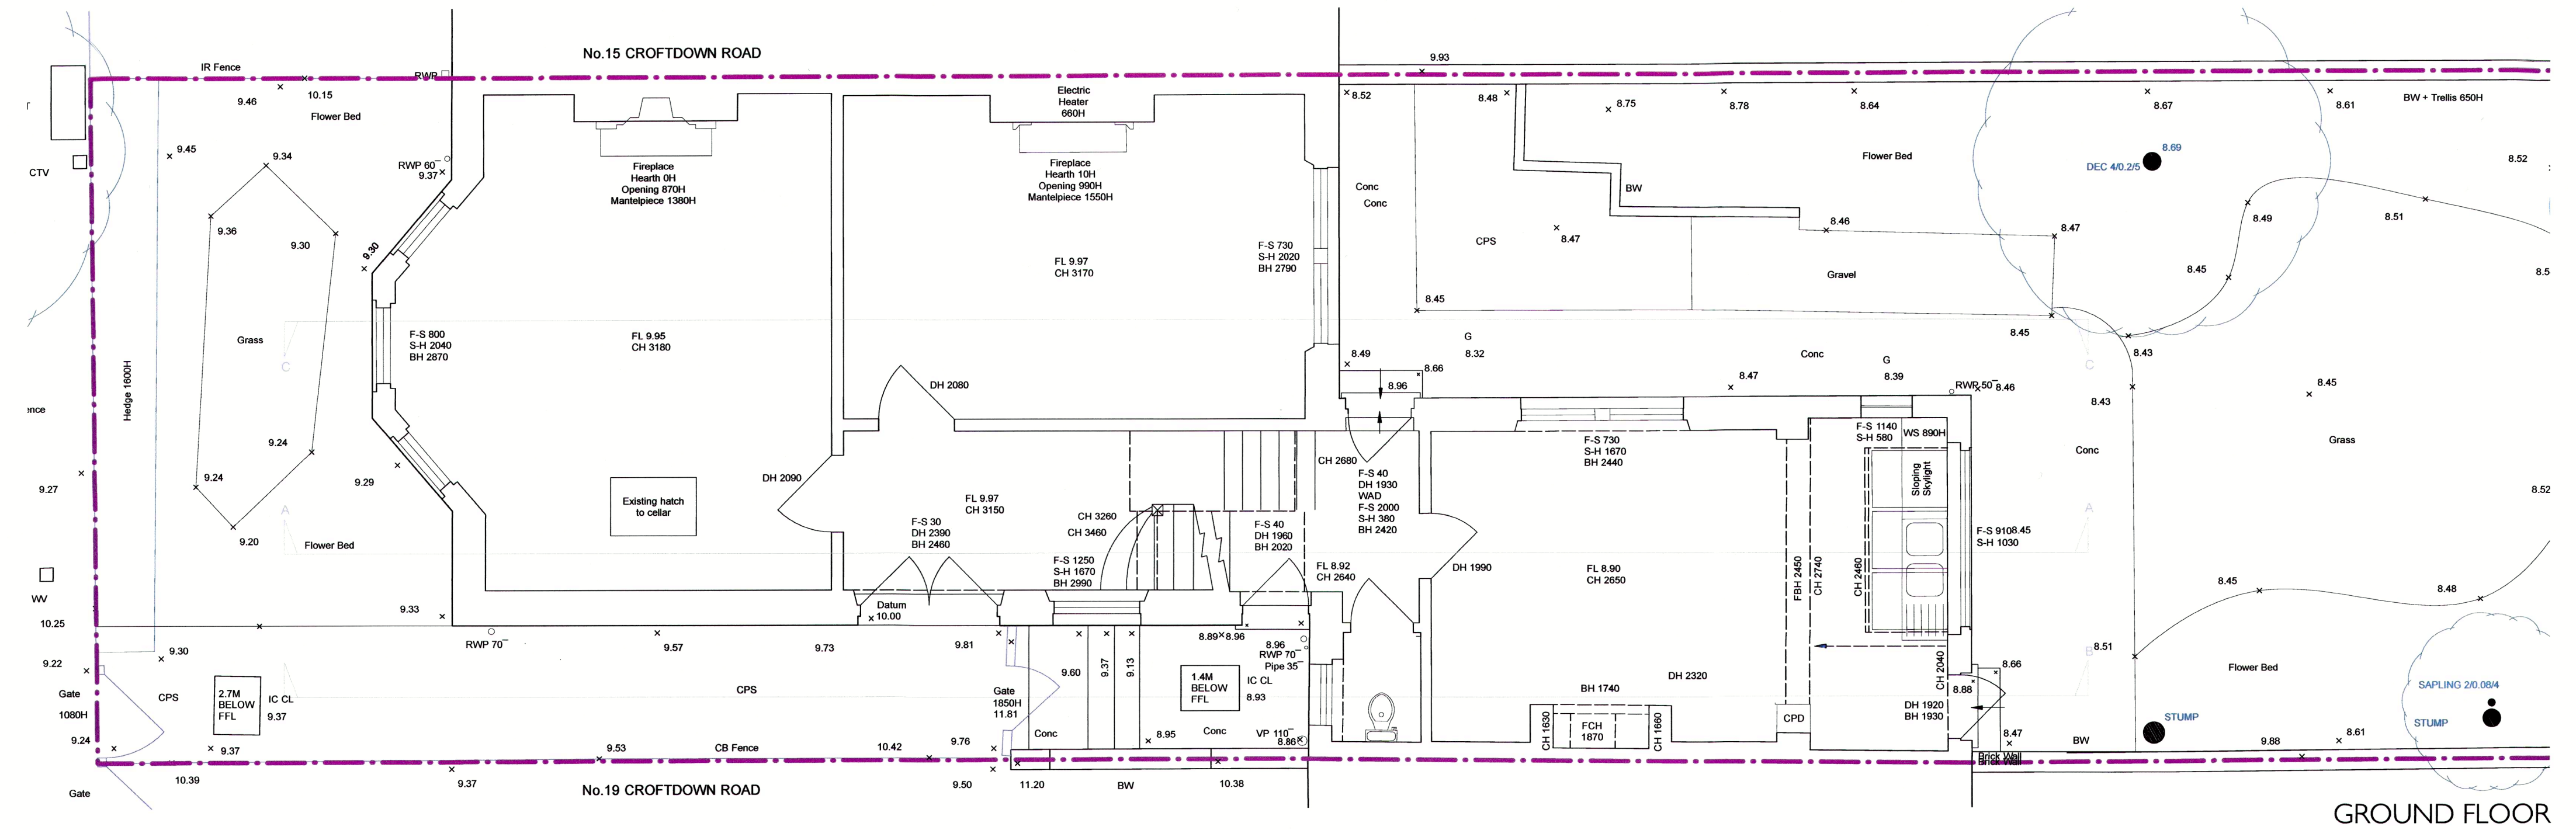 No.15 CROFTDOWN ROAD
IR Fence
RWP
9.46
10.15
Flower Bed
9.45
9.34
RWP 60
9.37
CTV
9.36
9.30
9.30
Grass
Hedge 1600H
9.24
9.24
9.29
9.27
9.20
Flower Bed
WV
10.25
9.33
9.22
9.30
Gate
1080H
9.24
CPS
2.7M
BELOW
FFL
IC CL
9.37
9.37
10.39
Gate
C
A
F-S 800
S-H 2040
BH 2870
Fireplace
Hearth 0H
Opening 870H
Mantelpiece 1380H
FL 9.95
CH 3180
Existing hatch
to cellar
DH 2090
DH 2080
Electric
Heater
660H
Fireplace
Hearth 10H
Opening 990H
Mantelpiece 1550H
FL 9.97
CH 3170
F-S 730
S-H 2020
BH 2790
FL 9.97
CH 3150
F-S 30
DH 2390
BH 2460
CH 3260
CH 3460
F-S 1250
S-H 1670
BH 2990
F-S 40
DH 1960
BH 2020
Datum
10.00
RWP 70
9.57
9.73
9.81
CPS
9.53
CB Fence
10.42
9.76
9.37
9.50
No.19 CROFTDOWN ROAD
Gate
1850H
11.81
9.60
9.37
9.13
Conc
8.95
11.20
BW
10.38
8.89
8.96
8.96
RWP 70
Pipe 35
1.4M
BELOW
FFL
IC CL
8.93
Conc
VP 110
8.86
CH 2680
F-S 40
DH 1930
WAD
F-S 2000
S-H 380
BH 2420
FL 8.92
CH 2640
DH 1990
F-S 730
S-H 1670
BH 2440
FL 8.90
CH 2650
BH 1740
DH 2320
CH 1630
FCH
1870
CH 1660
CPD
FBH 2450
CH 2740
CH 2460
F-S 1140
S-H 580
WS 890H
Sloping
Skylight
F-S 910
8.45
S-H 1030
CH 2040
DH 1920
BH 1930
8.88
8.66
8.47
Brick Wall
Brick Wall
9.93
8.52
8.48
8.75
8.78
8.64
8.67
8.61
BW + Trellis 650H
Conc
Conc
BW
Flower Bed
DEC 4/0.2/5
8.69
8.52
CPS
8.47
8.46
8.47
8.49
8.51
Gravel
8.45
8.45
8.45
G
8.32
8.49
8.66
8.96
Conc
G
8.39
8.47
RWP 50
8.46
8.43
8.43
C
8.45
Conc
Grass
8.52
A
8.45
8.48
8.51
B
Flower Bed
SAPLING 2/0.08/4
STUMP
STUMP
BW
9.88
8.61
GROUND FLOOR